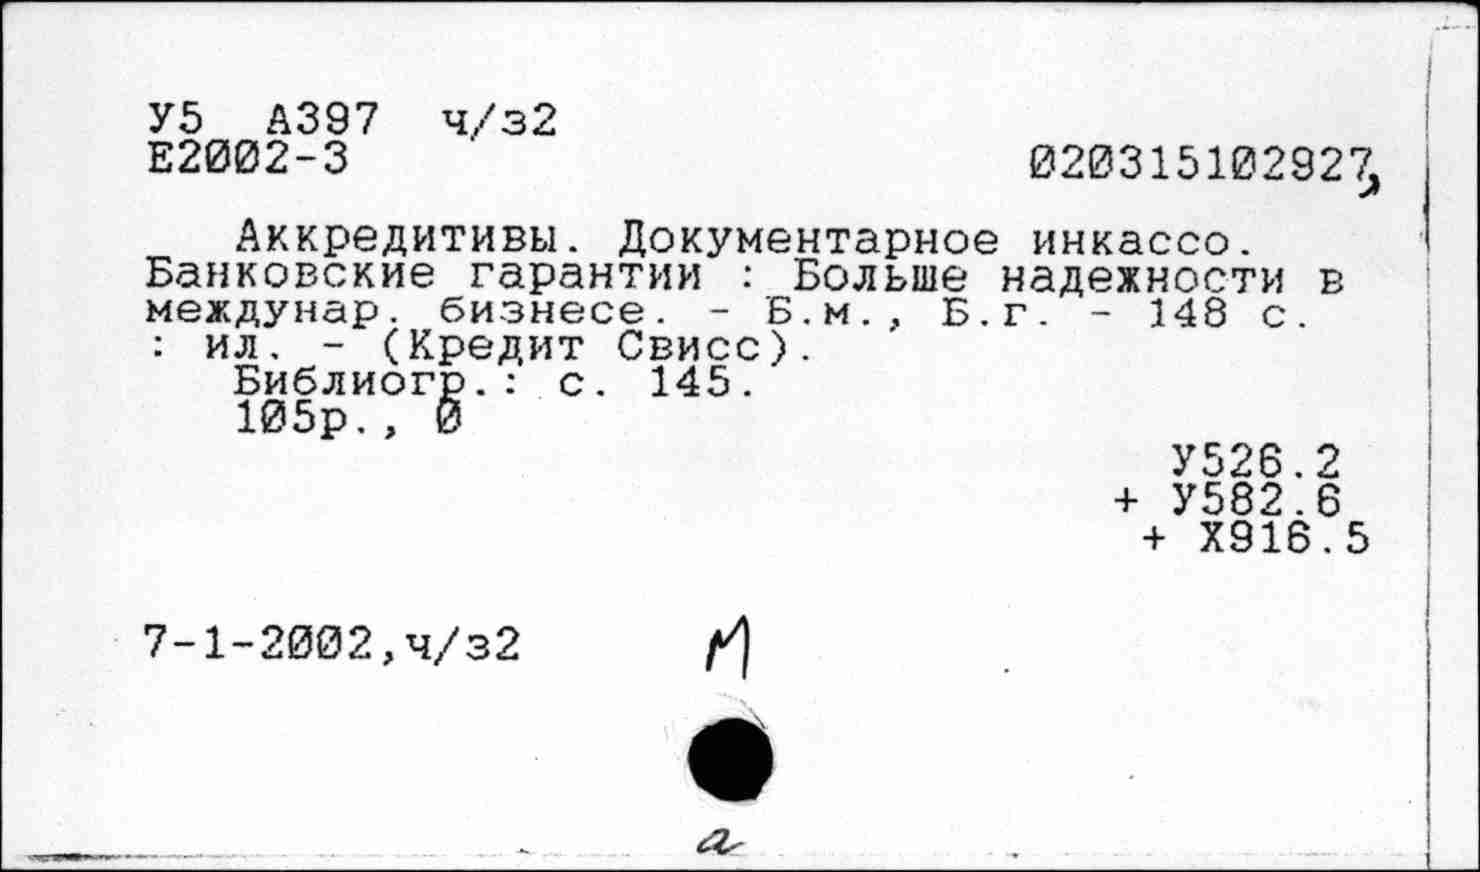 У5 А397 ч/з2
Е2002-3
020315102927,
Аккредитивы. Документарное инкассо.
Банковские гарантии : Больше надежности в
междунар. бизнесе. - Б.м., Б.г. - 148 с.
: ил. - (Кредит Свисс).
Библиогр.: с. 145.
105р., 0
У526.2
+ У582.6
+ Х916.5
7-1-2002,ч/з2
И
а